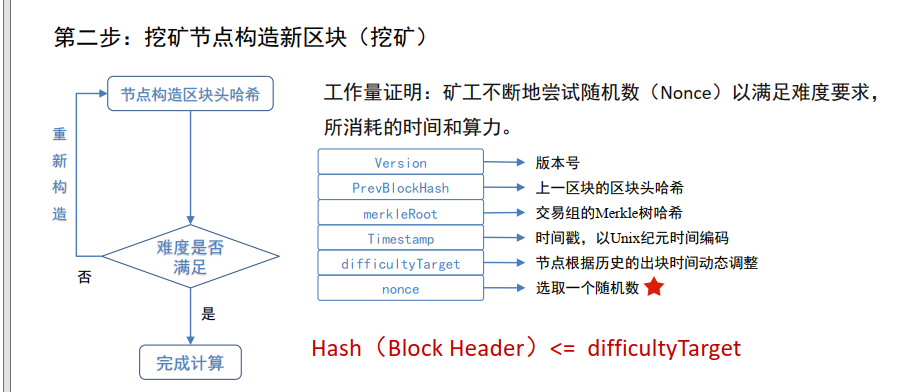 第二步：挖矿节点构造新区块（挖矿）
节点构造区块头哈希
重新构造
难度是否
满足
否
是
完成计算
工作量证明：矿工不断地尝试随机数（Nonce）以满足难度要求，
所消耗的时间和算力。
Version 版本号
PrevBlockHash 上一区块的区块头哈希
merkleRoot 交易组的Merkle树哈希
Timestamp 时间戳，以Unix纪元时间编码
difficultyTarget 节点根据历史的出块时间动态调整
nonce 选取一个随机数
Hash（Block Header）<= difficultyTarget